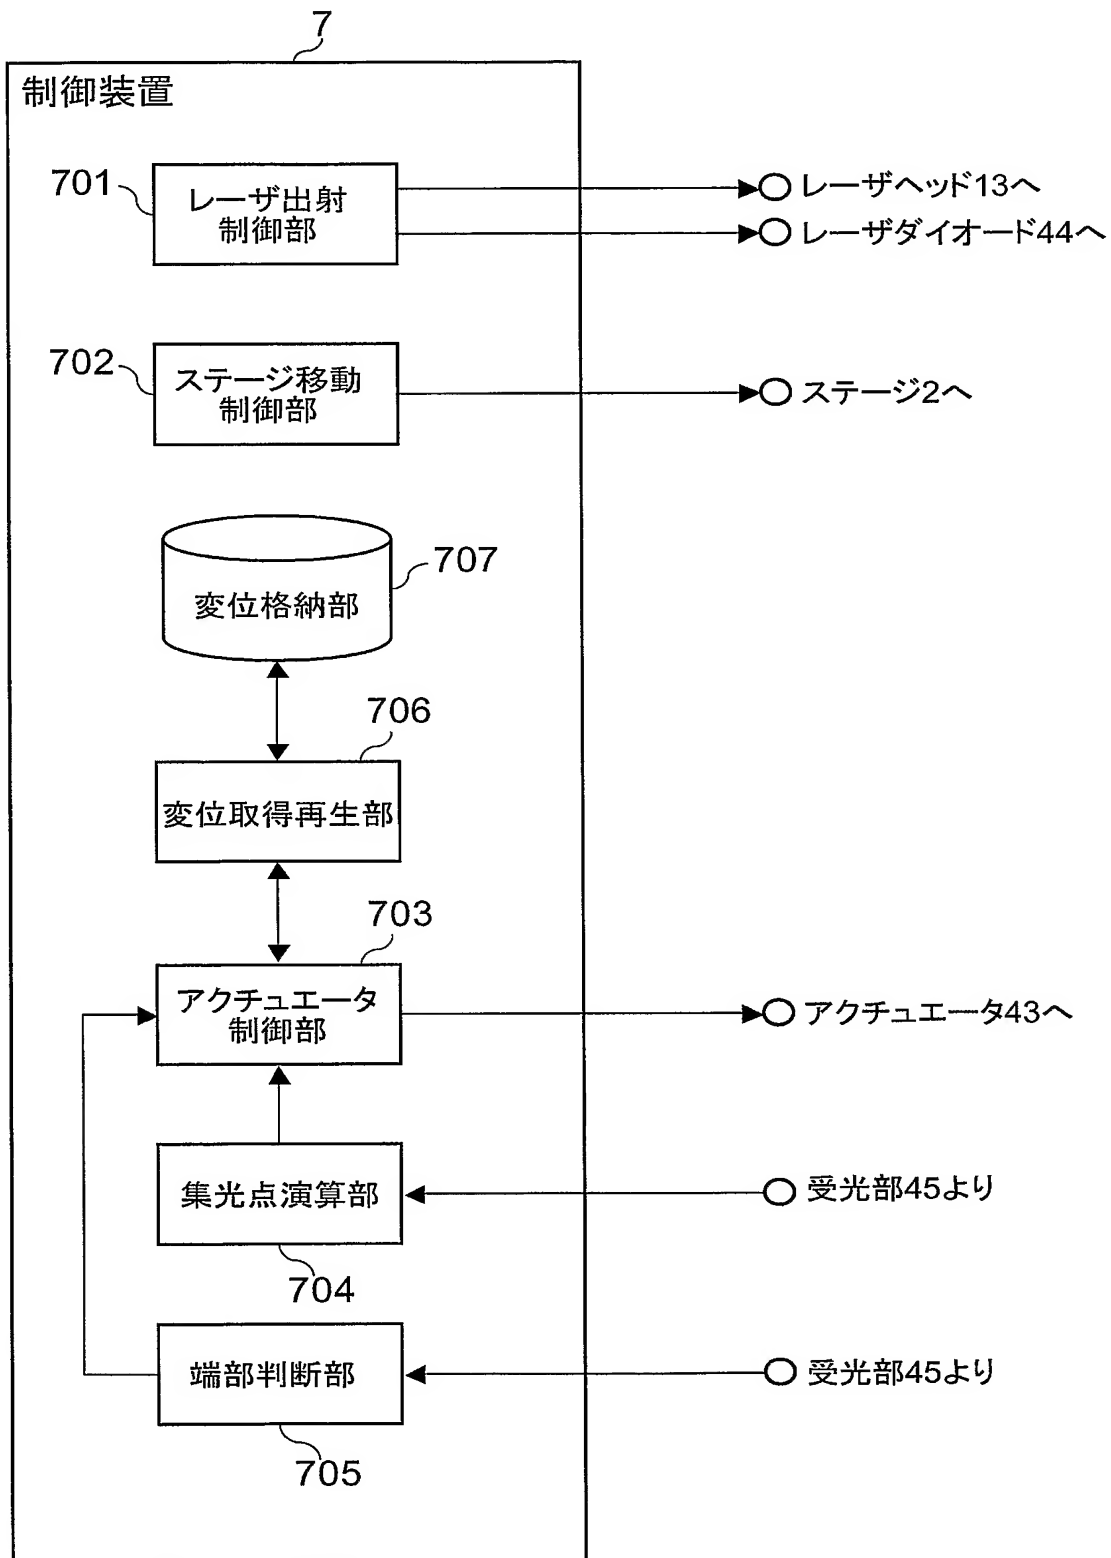 7
制御装置
701
レーザ出射
制御部
レーザヘッド13へ
レーザダイオード44へ
702
ステージ移動
制御部
ステージ2へ
707
変位格納部
706
変位取得再生部
703
アクチュエータ
制御部
アクチュエータ43へ
集光点演算部
受光部45より
704
端部判断部
受光部45より
705